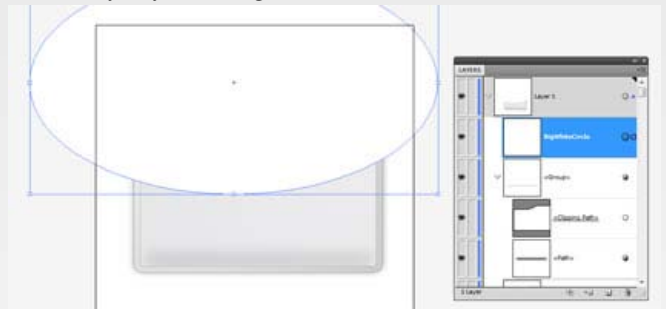 LAYERS
Layer 1
BigWhiteCircle
<Group>
<Clipping Path>
<Path>
1 Layer